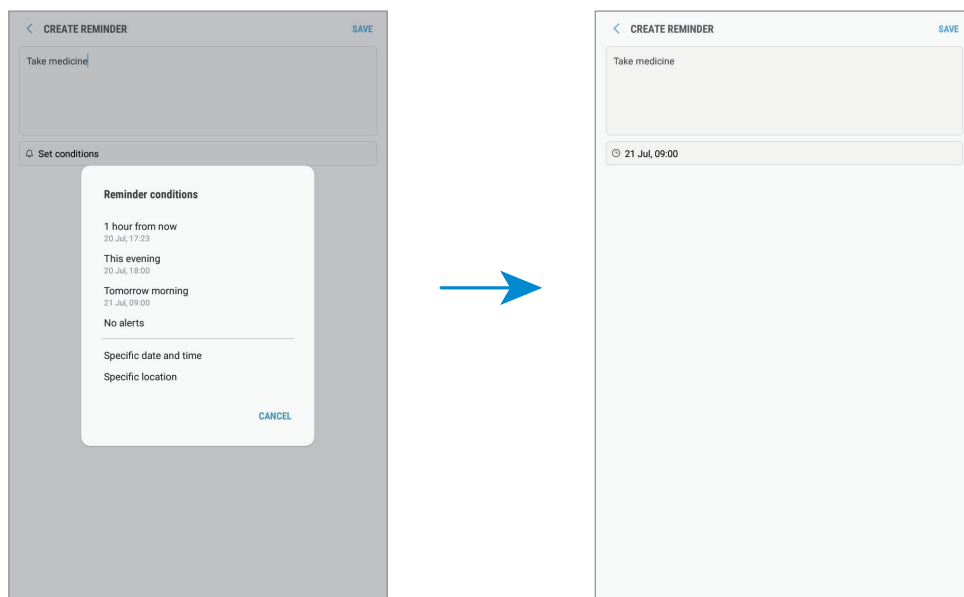 CREATE REMINDER SAVE
Take medicine
Set conditions
Reminder conditions
1 hour from now
20 Jul, 17:23
This evening
20 Jul, 18:00
Tomorrow morning
21 Jul, 09:00
No alerts
Specific date and time
Specific location
CANCEL
CREATE REMINDER SAVE
Take medicine
21 Jul, 09:00